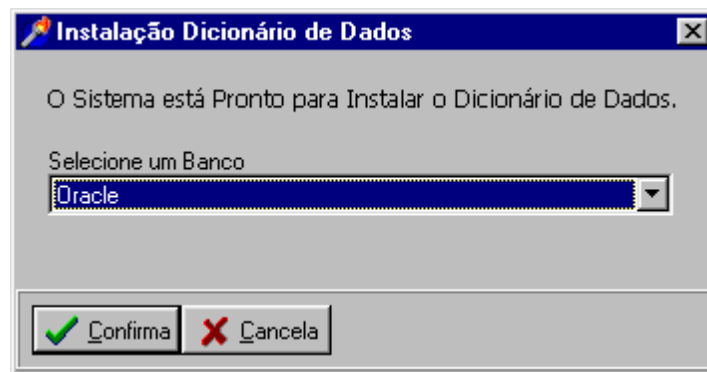 Instalação Dicionário de Dados
O Sistema está Pronto para Instalar o Dicionário de Dados.
Selecione um Banco
Oracle
Confirma Cancela